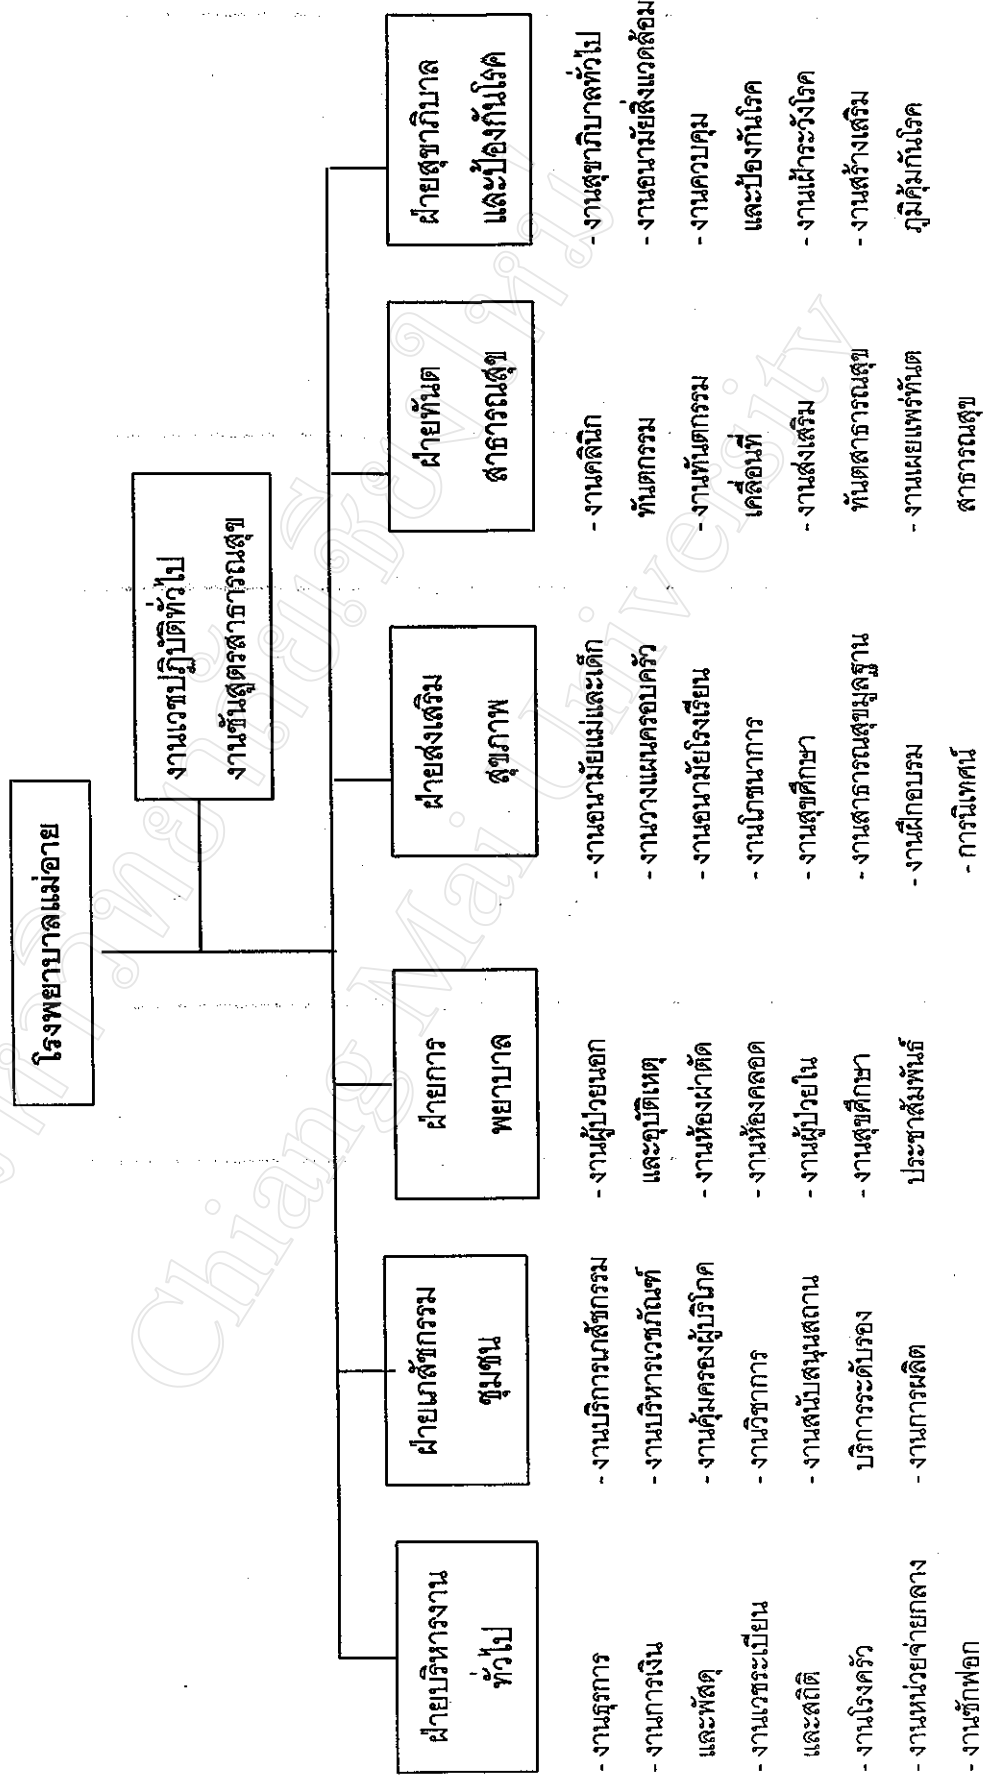 โรงพยาบาลแม่อาย
งานเวชปฏิบัติทั่วไป
งานชันสูตรสาธารณสุข
ฝ่ายบริหารงาน
ทั่วไป
- งานธุรการ
- งานการเงิน
และพัสดุ
- งานเวชระเบียน
และสถิติ
- งานโรงครัว
- งานหน่วยจ่ายกลาง
- งานซักฟอก
ฝ่ายเภสัชกรรม
ชุมชน
- งานบริการเภสัชกรรม
- งานบริหารเวชภัณฑ์
- งานคุ้มครองผู้บริโภค
- งานวิชาการ
- งานสนับสนุนสถาน
บริการระดับรอง
- งานการผลิต
ฝ่ายการ
พยาบาล
- งานผู้ป่วยนอก
และอุบัติเหตุ
- งานห้องผ่าตัด
- งานห้องคลอด
- งานผู้ป่วยใน
- งานสุขศึกษา
ประชาสัมพันธ์
ฝ่ายส่งเสริม
สุขภาพ
- งานอนามัยแม่และเด็ก
- งานวางแผนครอบครัว
- งานอนามัยโรงเรียน
- งานโภชนาการ
- งานสุขศึกษา
- งานสาธารณสุขมูลฐาน
- งานฝึกอบรม
- การนิเทศน์
ฝ่ายทันต
สาธารณสุข
- งานคลินิก
ทันตกรรม
- งานทันตกรรม
เคลื่อนที่
- งานส่งเสริม
ทันตสาธารณสุข
- งานเผยแพร่ทันต
สาธารณสุข
ฝ่ายสุขาภิบาล
และป้องกันโรค
- งานสุขาภิบาลทั่วไป
- งานอนามัยสิ่งแวดล้อม
- งานควบคุม
และป้องกันโรค
- งานเฝ้าระวังโรค
- งานสร้างเสริม
ภูมิคุ้มกันโรค
Chiang Mai University